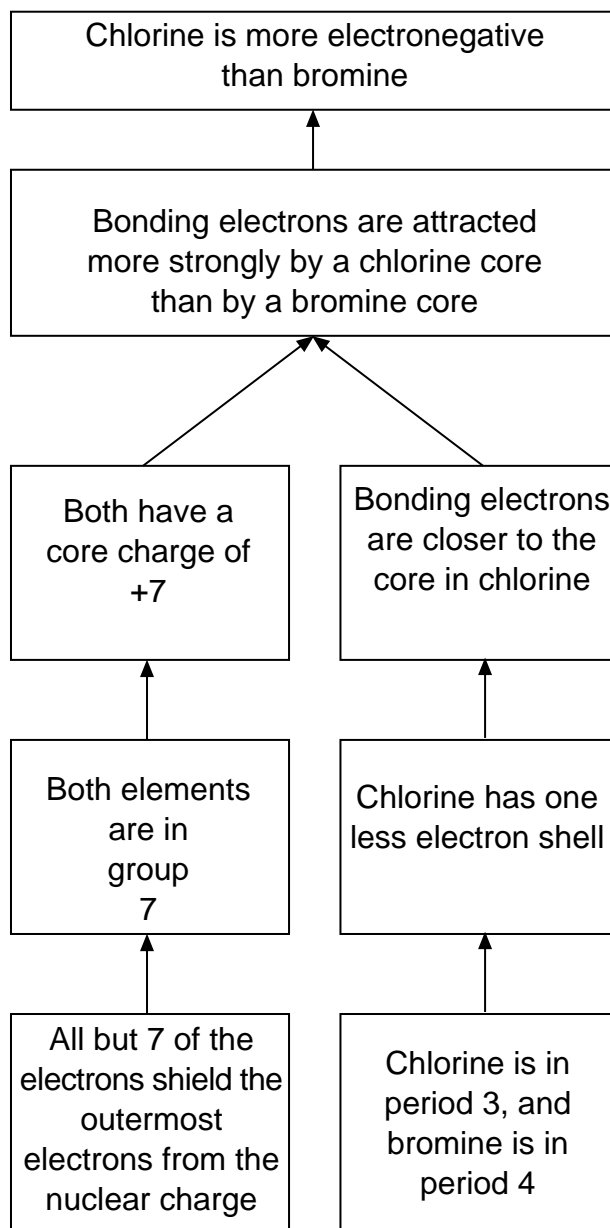 Chlorine is more electronegative
than bromine
Bonding electrons are attracted
more strongly by a chlorine core
than by a bromine core
Both have a
core charge of
+7
Bonding electrons
are closer to the
core in chlorine
Both elements
are in
group
7
Chlorine has one
less electron shell
All but 7 of the
electrons shield the
outermost
electrons from the
nuclear charge
Chlorine is in
period 3, and
bromine is in
period 4